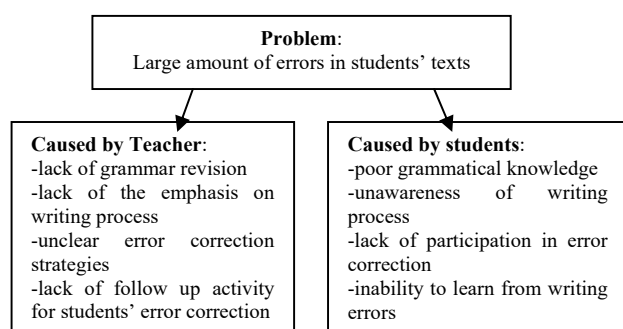 Problem:
Large amount of errors in students' texts
Caused by Teacher:
-lack of grammar revision
-lack of the emphasis on
writing process
-unclear error correction
strategies
-lack of follow up activity
for students' error correction
Caused by students:
-poor grammatical knowledge
-unawareness of writing
process
-lack of participation in error
correction
-inability to learn from writing
errors